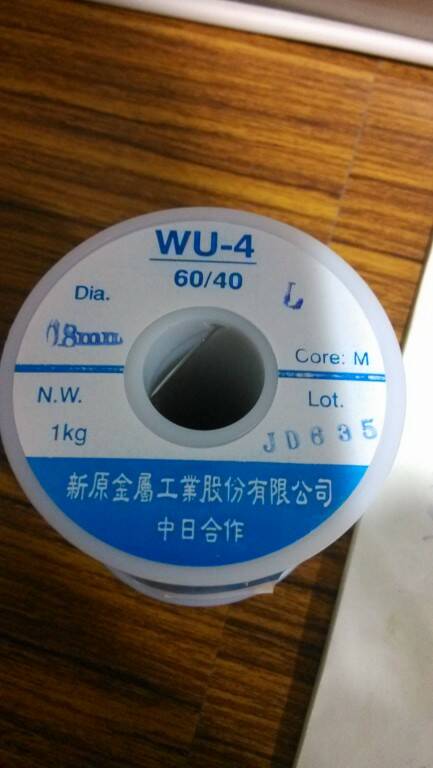 WU-4
60/40
Dia.
L
0.8mm
Core: M
N.W.
Lot.
1kg
JD635
新原金屬工業股份有限公司
中日合作